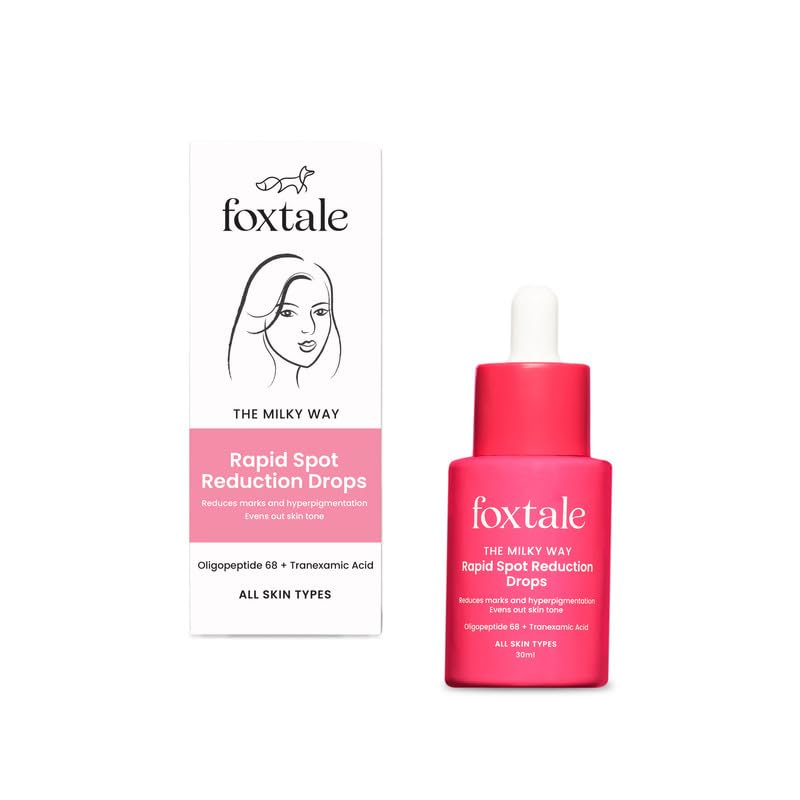 foxtale
THE MILKY WAY
Rapid Spot
Reduction Drops
Reduces marks and hyperpigmentation
Evens out skin tone
Oligopeptide 68 + Tranexamic Acid
ALL SKIN TYPES
foxtale
THE MILKY WAY
Rapid Spot Reduction
Drops
Reduces marks and hyperpigmentation
Evens out skin tone
Oligopeptide 68 + Tranexamic Acid
ALL SKIN TYPES
30ml